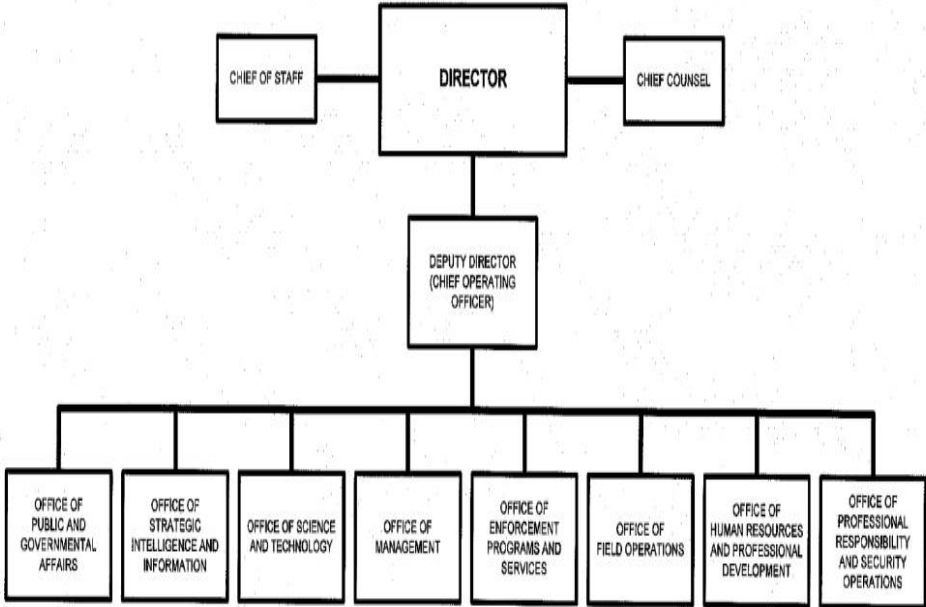 CHIEF OF STAFF
DIRECTOR
CHIEF COUNSEL
DEPUTY DIRECTOR
(CHIEF OPERATING
OFFICER)
OFFICE OF
PUBLIC AND
GOVERNMENTAL
AFFAIRS
OFFICE OF
STRATEGIC
INTELLIGENCE AND
INFORMATION
OFFICE OF SCIENCE
AND TECHNOLOGY
OFFICE OF
MANAGEMENT
OFFICE OF
ENFORCEMENT
PROGRAMS AND
SERVICES
OFFICE OF
FIELD OPERATIONS
OFFICE OF
HUMAN RESOURCES
AND PROFESSIONAL
DEVELOPMENT
OFFICE OF
PROFESSIONAL
RESPONSIBILITY
AND SECURITY
OPERATIONS